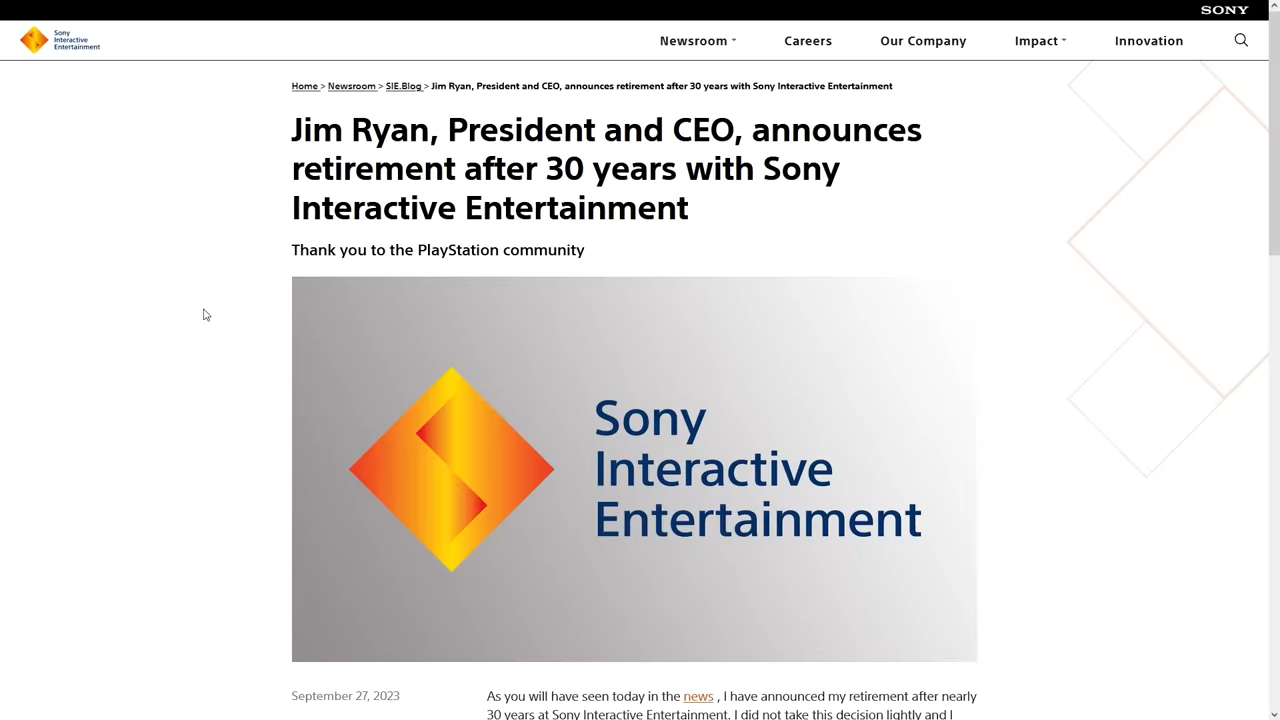 SONY
Sony
Interactive
Entertainment
Newsroom Careers Our Company Impact Innovation
Home > Newsroom > SIE.Blog > Jim Ryan, President and CEO, announces retirement after 30 years with Sony Interactive Entertainment
Jim Ryan, President and CEO, announces
retirement after 30 years with Sony
Interactive Entertainment
Thank you to the PlayStation community
Sony
Interactive
Entertainment
September 27, 2023
As you will have seen today in the news , I have announced my retirement after nearly
30 years at Sony Interactive Entertainment. I did not take this decision lightly and I